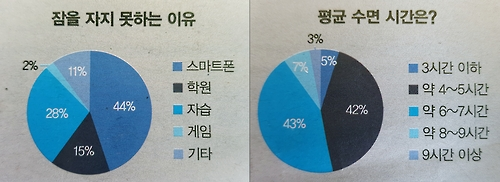 잠을 자지 못하는 이유
2%
11%
44%
28%
15%
스마트폰
학원
자습
게임
기타
평균 수면 시간은?
3%
5%
7%
42%
43%
3시간 이하
약 4~5시간
약 6~7시간
약 8~9시간
9시간 이상